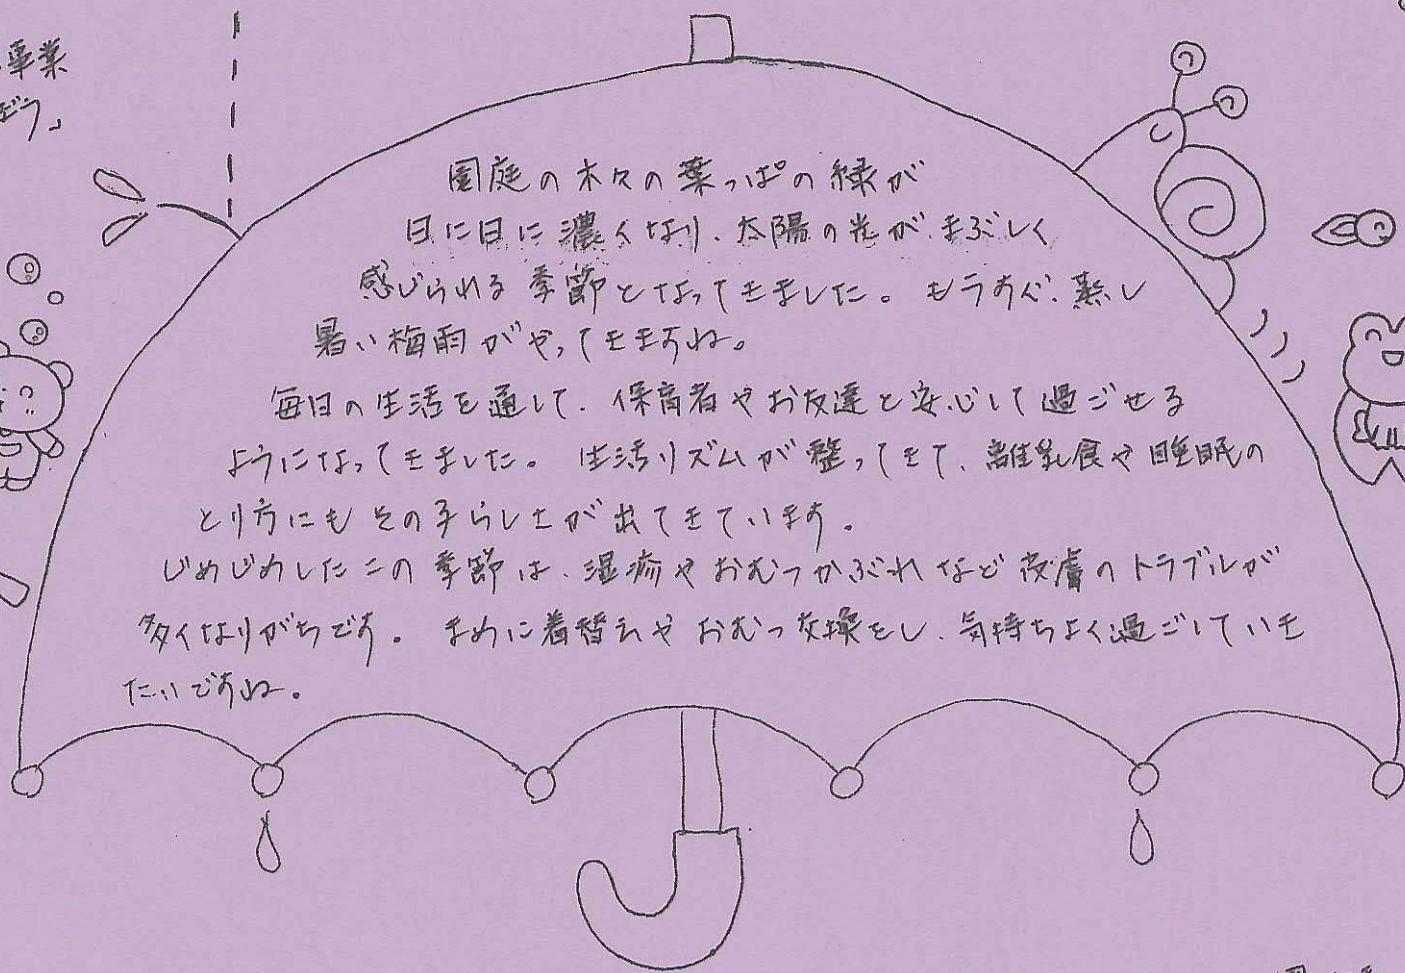 事業
園庭の木々の葉っぱの緑が
日に日に濃くなり、太陽の光がまぶしく
感じられる季節となってきました。もうすぐ、蒸し
暑い梅雨がやってきますね。
毎日の生活を通して、保育者やお友達と安心して過ごせる
ようになってきました。生活リズムが整ってきて、離乳食や睡眠の
とり方にもその子らしさが出てきています。
じめじめしたこの季節は、湿疹やおむつかぶれなど皮膚のトラブルが
多くなりがちです。まめに着替えやおむつ交換をし、気持ちよく過ごしていき
たいですね。